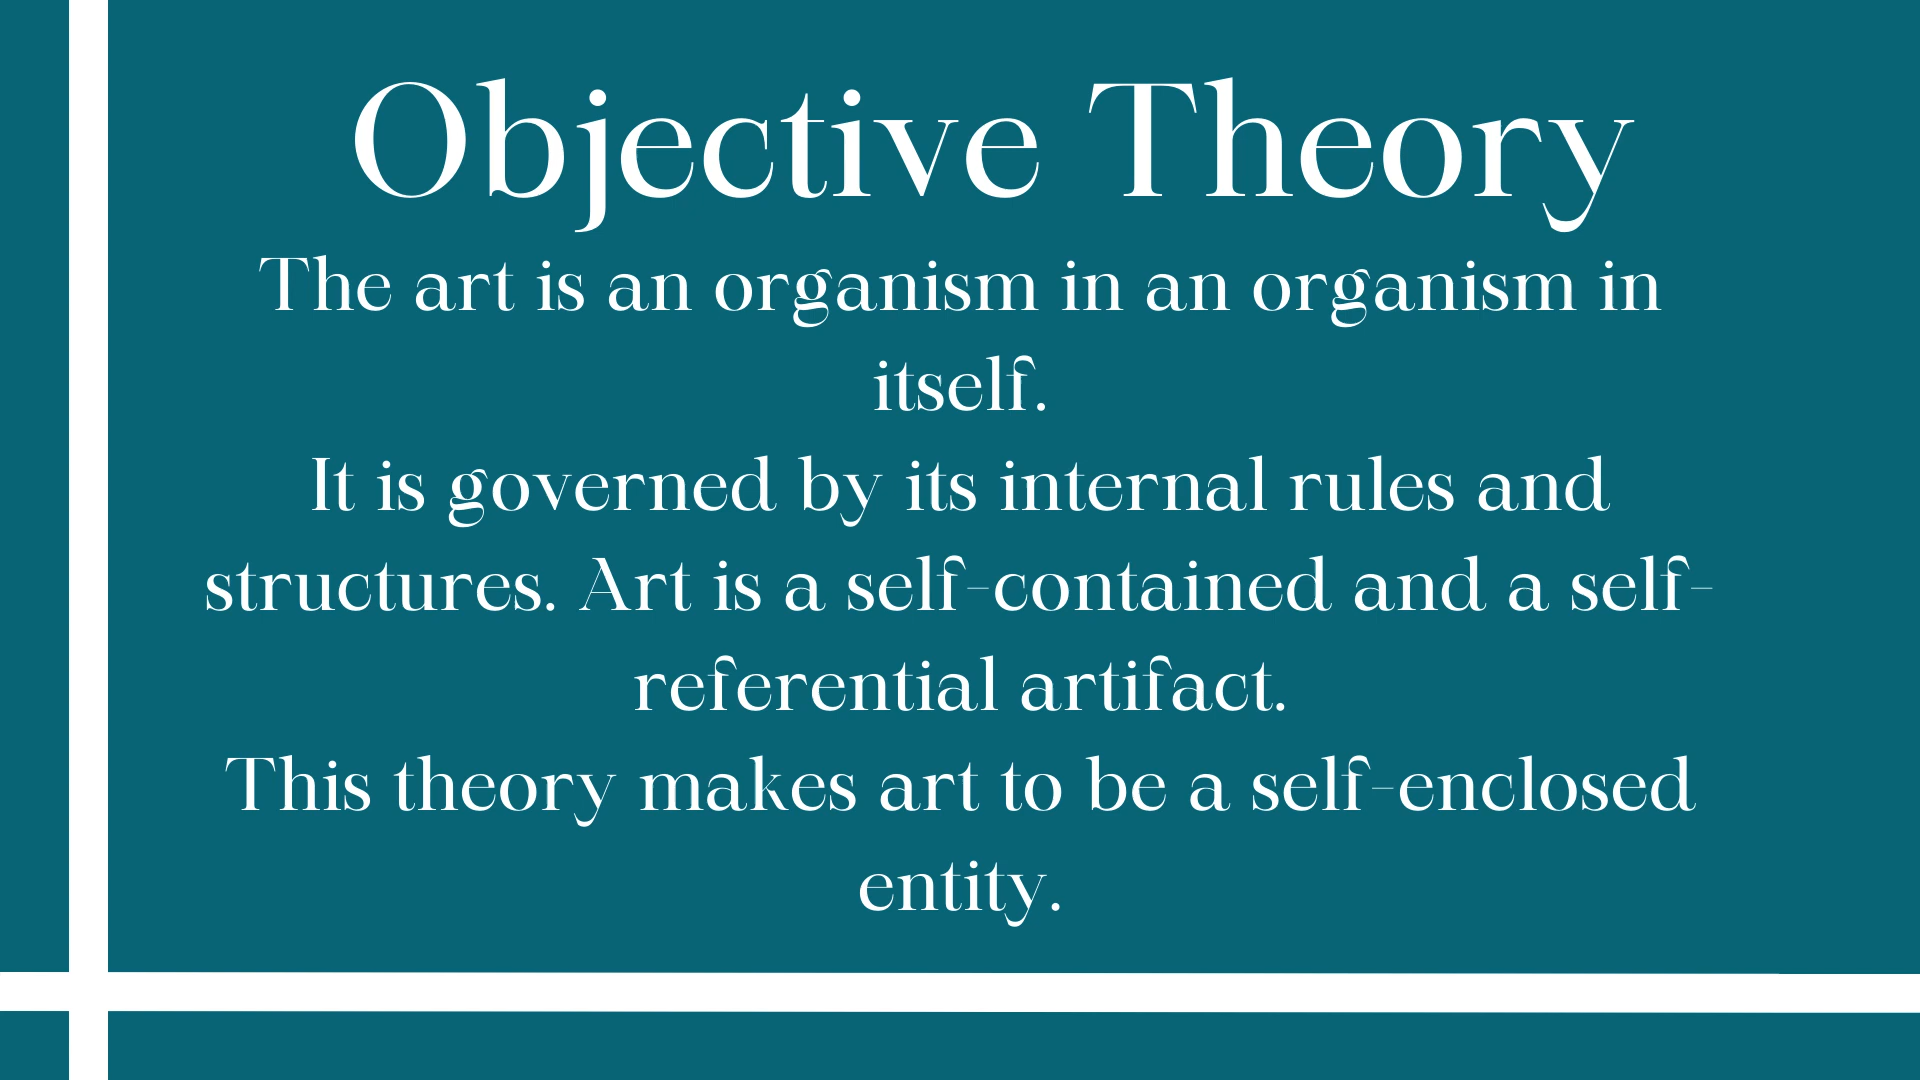 Objective Theory
The art is an organism in an organism in
itself.
It is governed by its internal rules and
structures. Art is a self-contained and a self-
referential artifact.
This theory makes art to be a self-enclosed
entity.